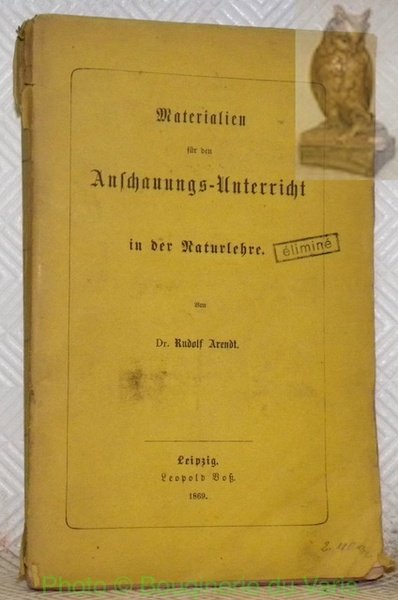 Materialien
für den
Anschauungs-Unterricht
in der Naturlehre.
éliminé
Von
Dr. Rudolf Arendt.
Leipzig.
Leopold Voß.
1869.
Photo © Bouquinerie du Varis